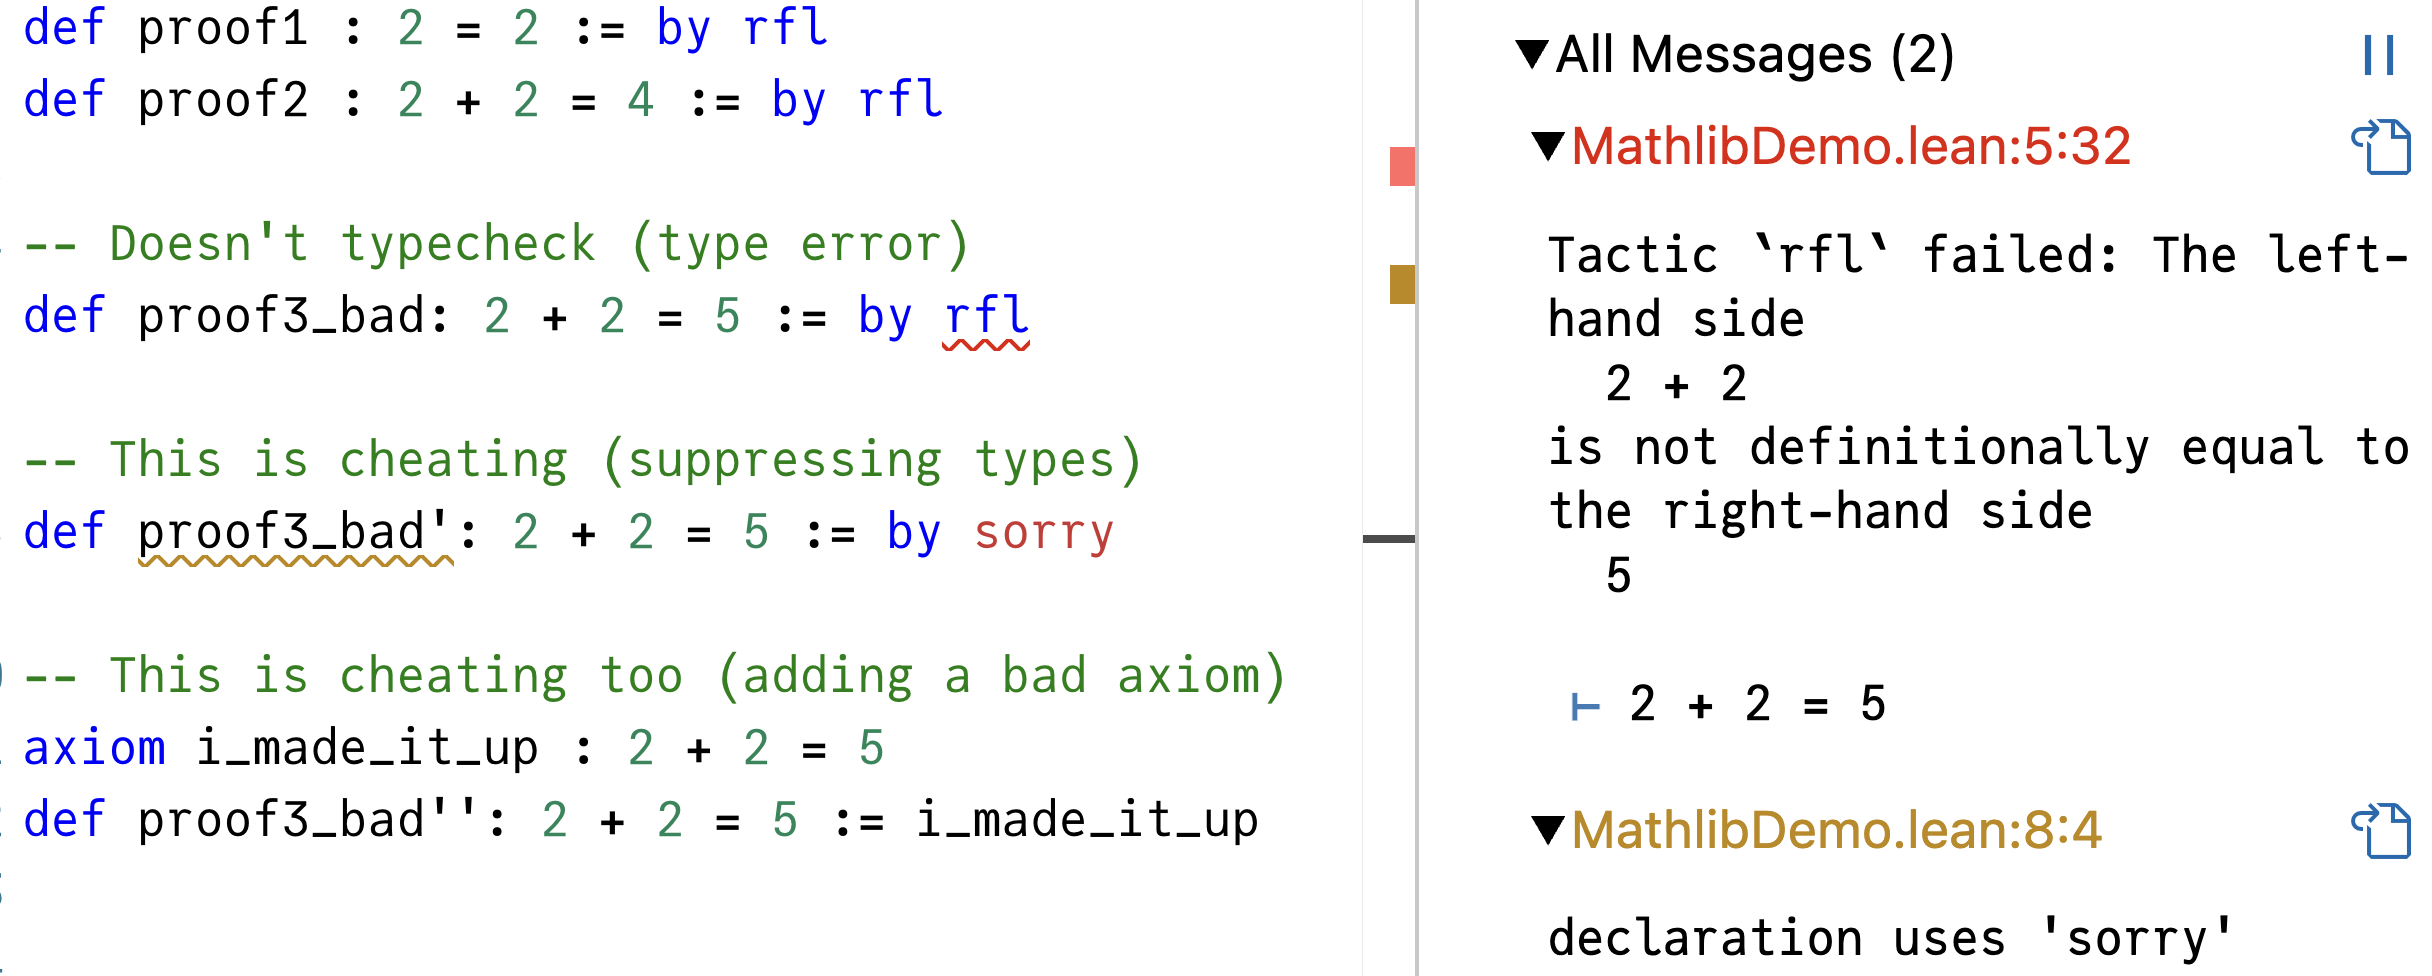 def proof1 : 2 = 2 := by rfl
def proof2 : 2 + 2 = 4 := by rfl
-- Doesn't typecheck (type error)
def proof3_bad: 2 + 2 = 5 := by rfl
-- This is cheating (suppressing types)
def proof3_bad': 2 + 2 = 5 := by sorry
-- This is cheating too (adding a bad axiom)
axiom i_made_it_up : 2 + 2 = 5
def proof3_bad'': 2 + 2 = 5 := i_made_it_up
▼All Messages (2)
▼MathlibDemo.lean:5:32
Tactic `rfl` failed: The left-
hand side
2 + 2
is not definitionally equal to
the right-hand side
5
⊢ 2 + 2 = 5
▼MathlibDemo.lean:8:4
declaration uses 'sorry'